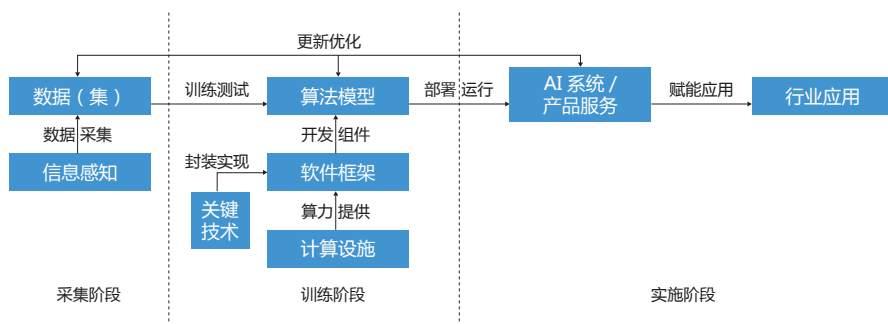 更新优化
数据（集）
训练测试
算法模型
部署 运行
AI 系统 /
产品服务
赋能应用
行业应用
数据 采集
开发 组件
信息感知
封装实现
软件框架
关键
技术
算力 提供
计算设施
采集阶段
训练阶段
实施阶段